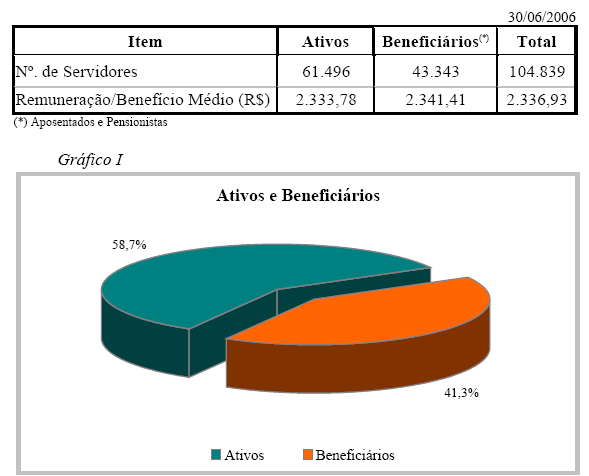 30/06/2006
Item Ativos Beneficiários(*) Total
Nº. de Servidores 61.496 43.343 104.839
Remuneração/Benefício Médio (R$) 2.333,78 2.341,41 2.336,93
(*) Aposentados e Pensionistas
Gráfico I
Ativos e Beneficiários
58,7%
41,3%
Ativos Beneficiários